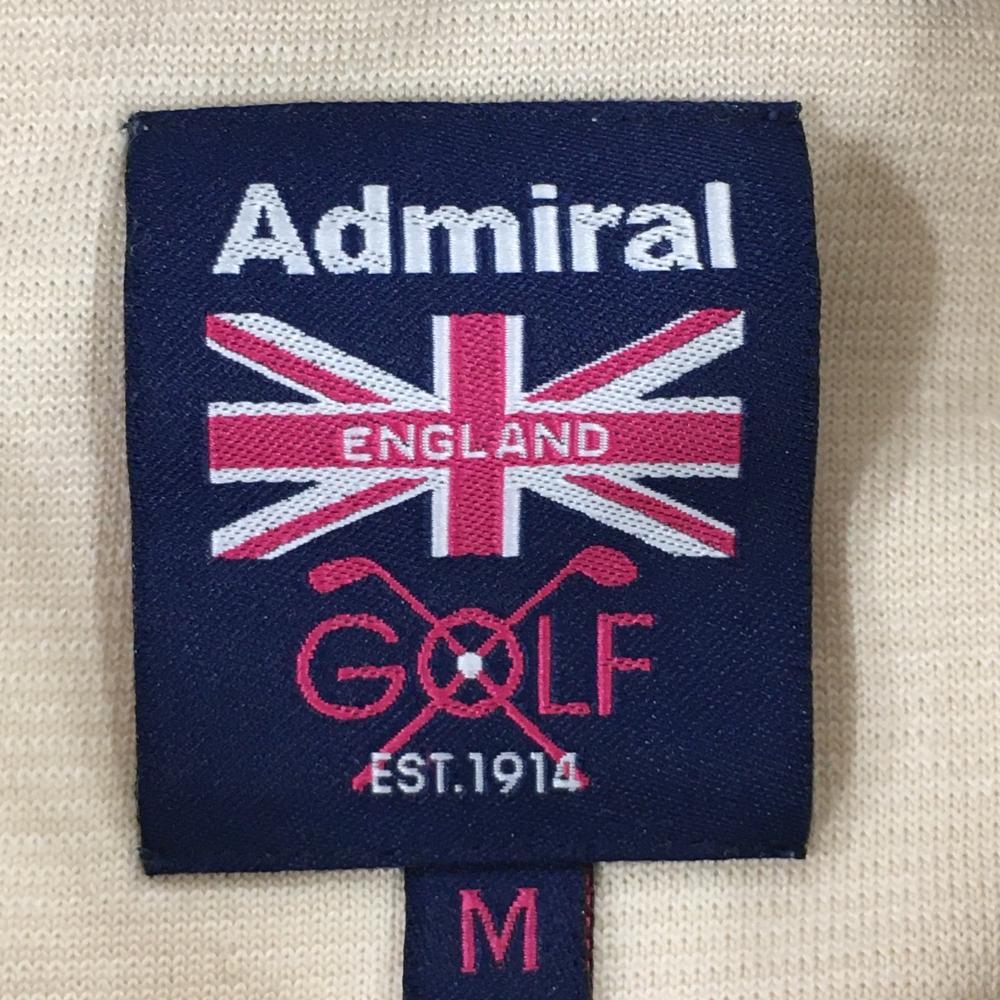 Admiral
ENGLAND
GOLF
EST.1914
M